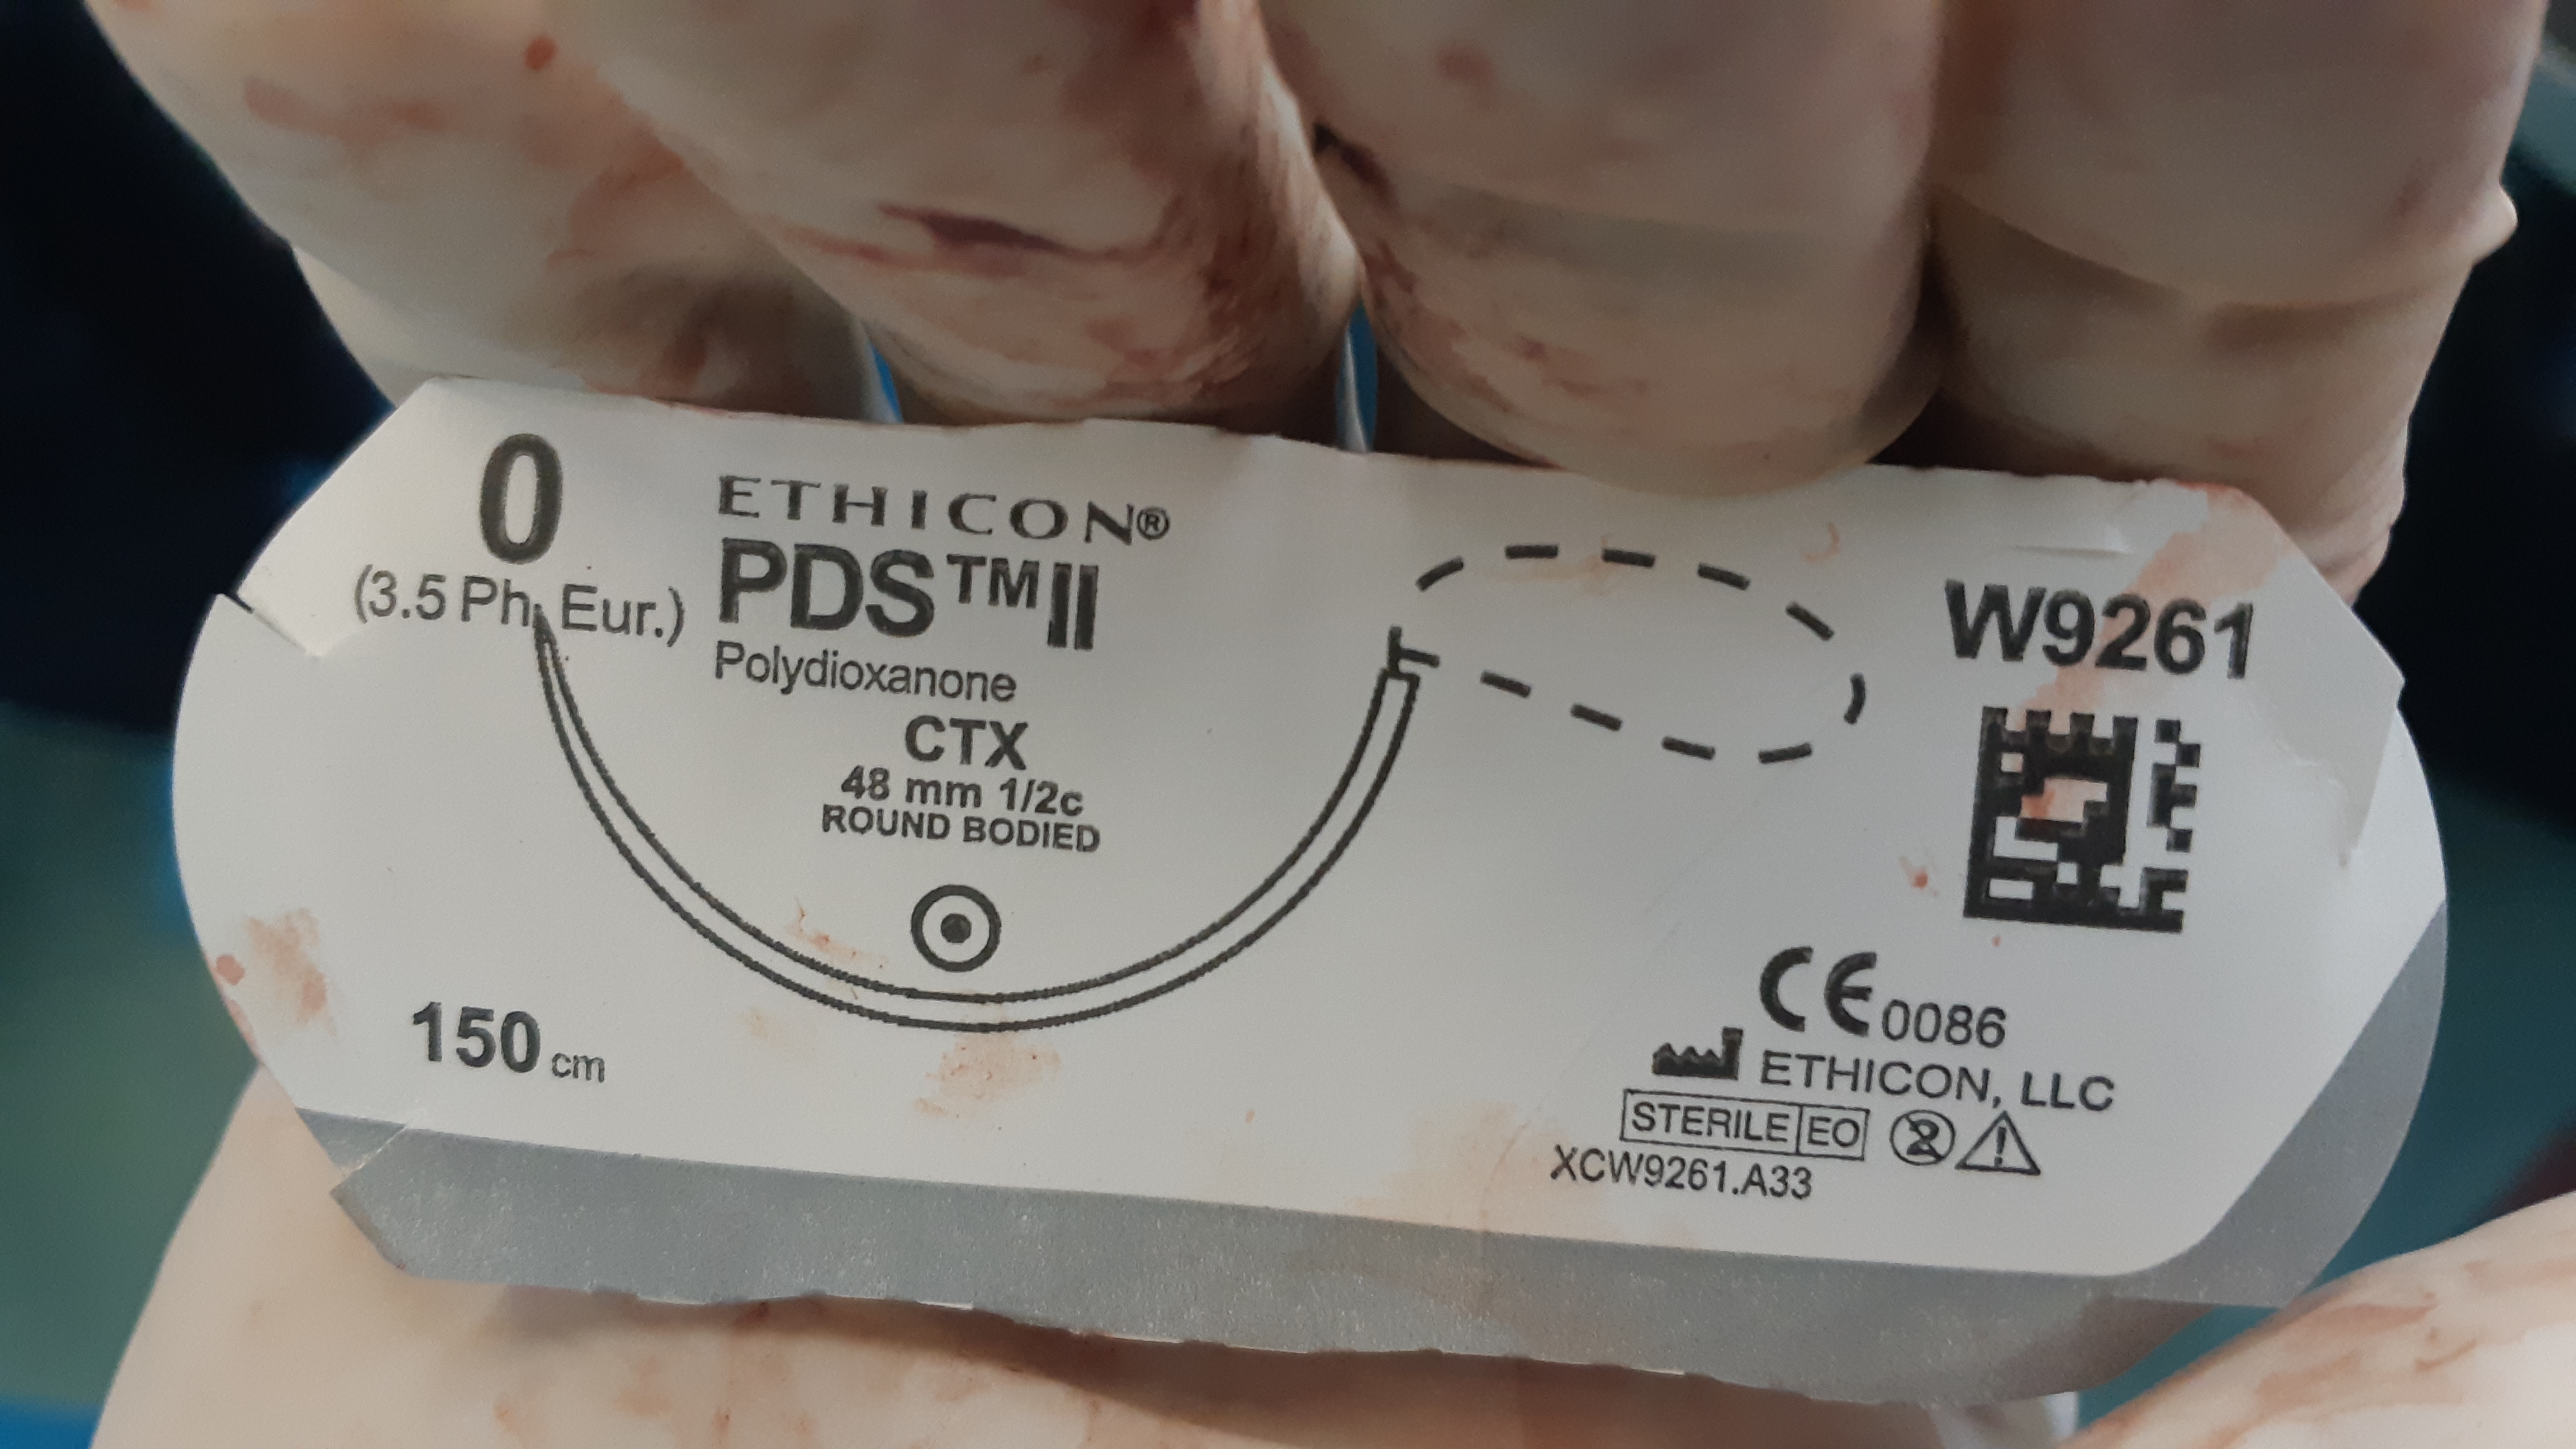 0
(3.5 Ph. Eur.)
ETHICON®
PDS™II
Polydioxanone
CTX
48 mm 1/2c
ROUND BODIED
150 cm
W9261
CE 0086
ETHICON, LLC
STERILE EO 2
XCW9261.A33